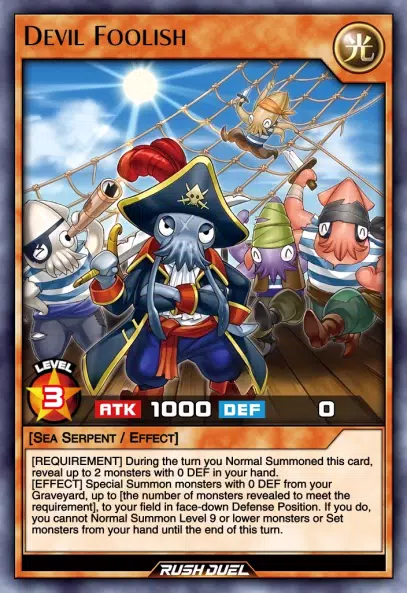 DEVIL FOOLISH
光
LEVEL
3
ATK 1000 DEF 0
[SEA SERPENT / EFFECT]
[REQUIREMENT] During the turn you Normal Summoned this card,
reveal up to 2 monsters with 0 DEF in your hand.
[EFFECT] Special Summon monsters with 0 DEF from your
Graveyard, up to [the number of monsters revealed to meet the
requirement], to your field in face-down Defense Position. If you do,
you cannot Normal Summon Level 9 or lower monsters or Set
monsters from your hand until the end of this turn.
RUSH DUEL